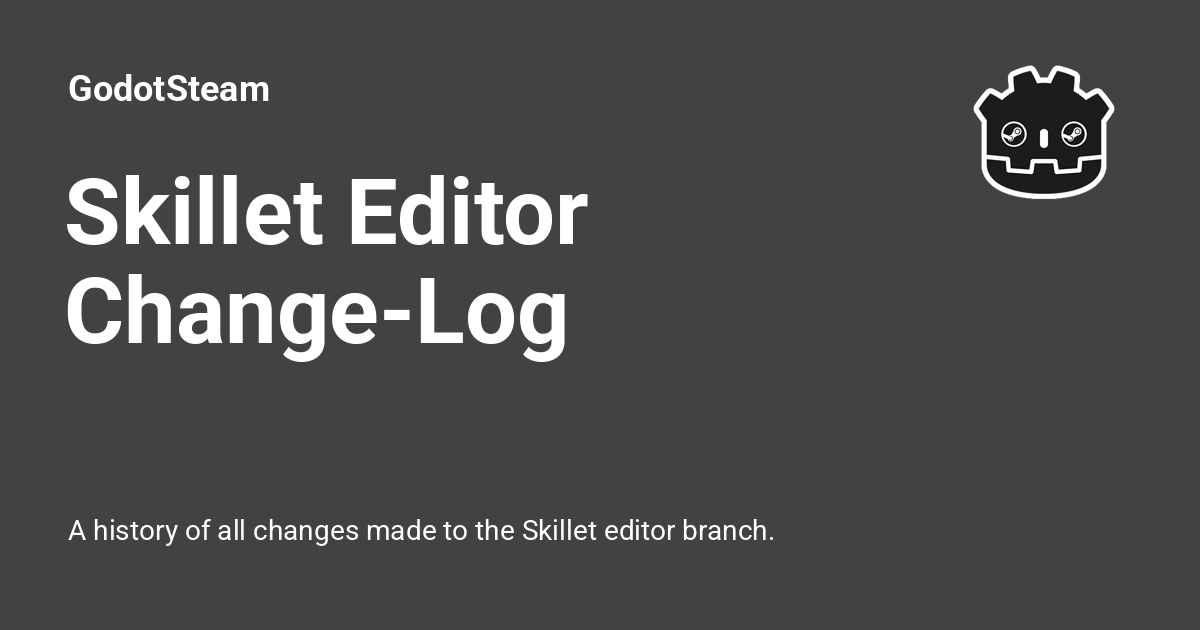 GodotSteam
Skillet Editor
Change-Log
A history of all changes made to the Skillet editor branch.